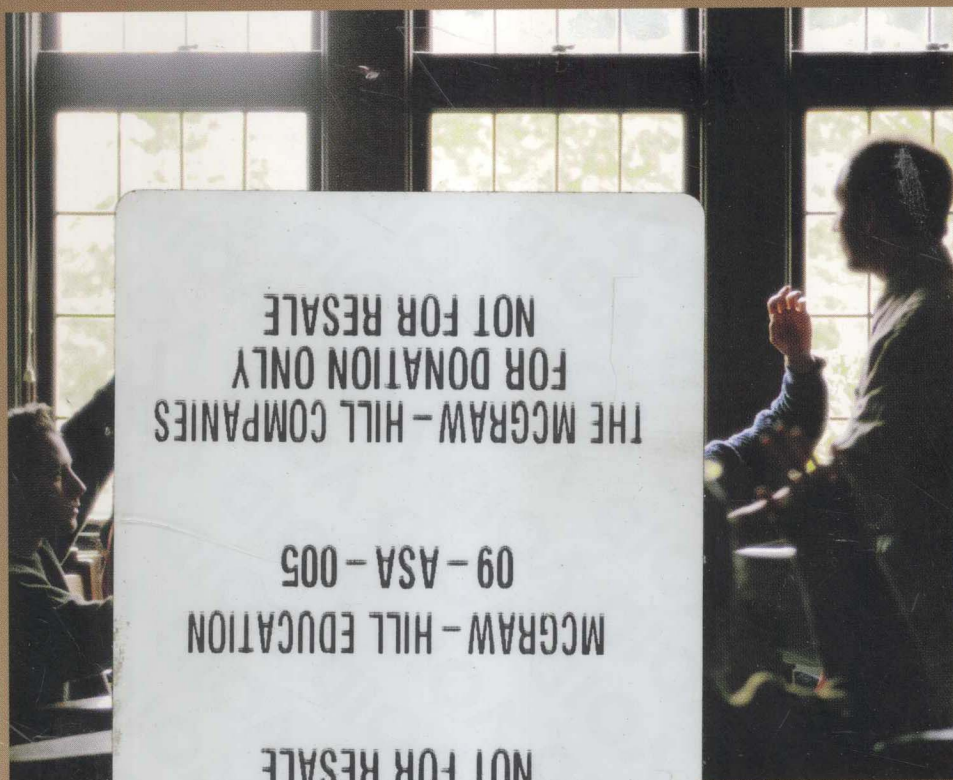 NOT FOR RESALE
MCGRAW – HILL EDUCATION
09 – ASA – 005
THE MCGRAW – HILL COMPANIES
FOR DONATION ONLY
NOT FOR RESALE